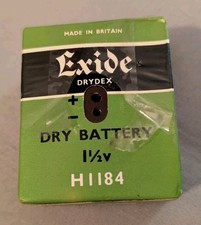 MADE IN BRITAIN
Exide
DRYDEX
+
–
DRY BATTERY
1½v
H1184